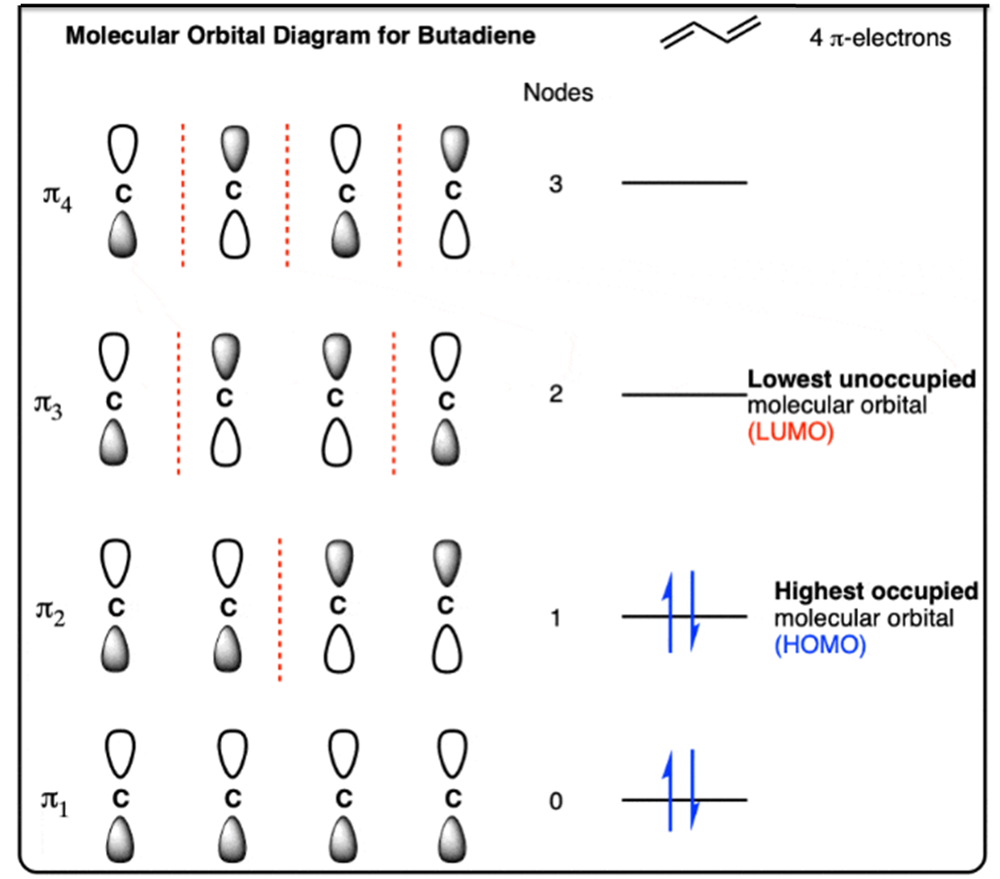 Molecular Orbital Diagram for Butadiene
4 π-electrons
Nodes
π4
C C C C
3
π3
C C C C
2
Lowest unoccupied
molecular orbital
(LUMO)
π2
C C C C
1
Highest occupied
molecular orbital
(HOMO)
π1
C C C C
0